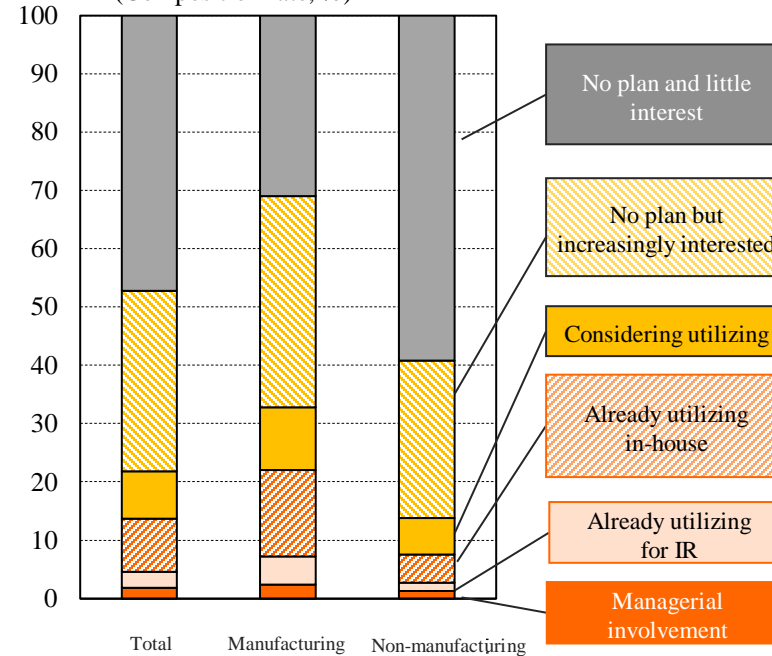 100
90
80
70
60
50
40
30
20
10
0
Total
Manufacturing
Non-manufacturing
No plan and little
interest
No plan but
increasingly interested
Considering utilizing
Already utilizing
in-house
Already utilizing
for IR
Managerial
involvement